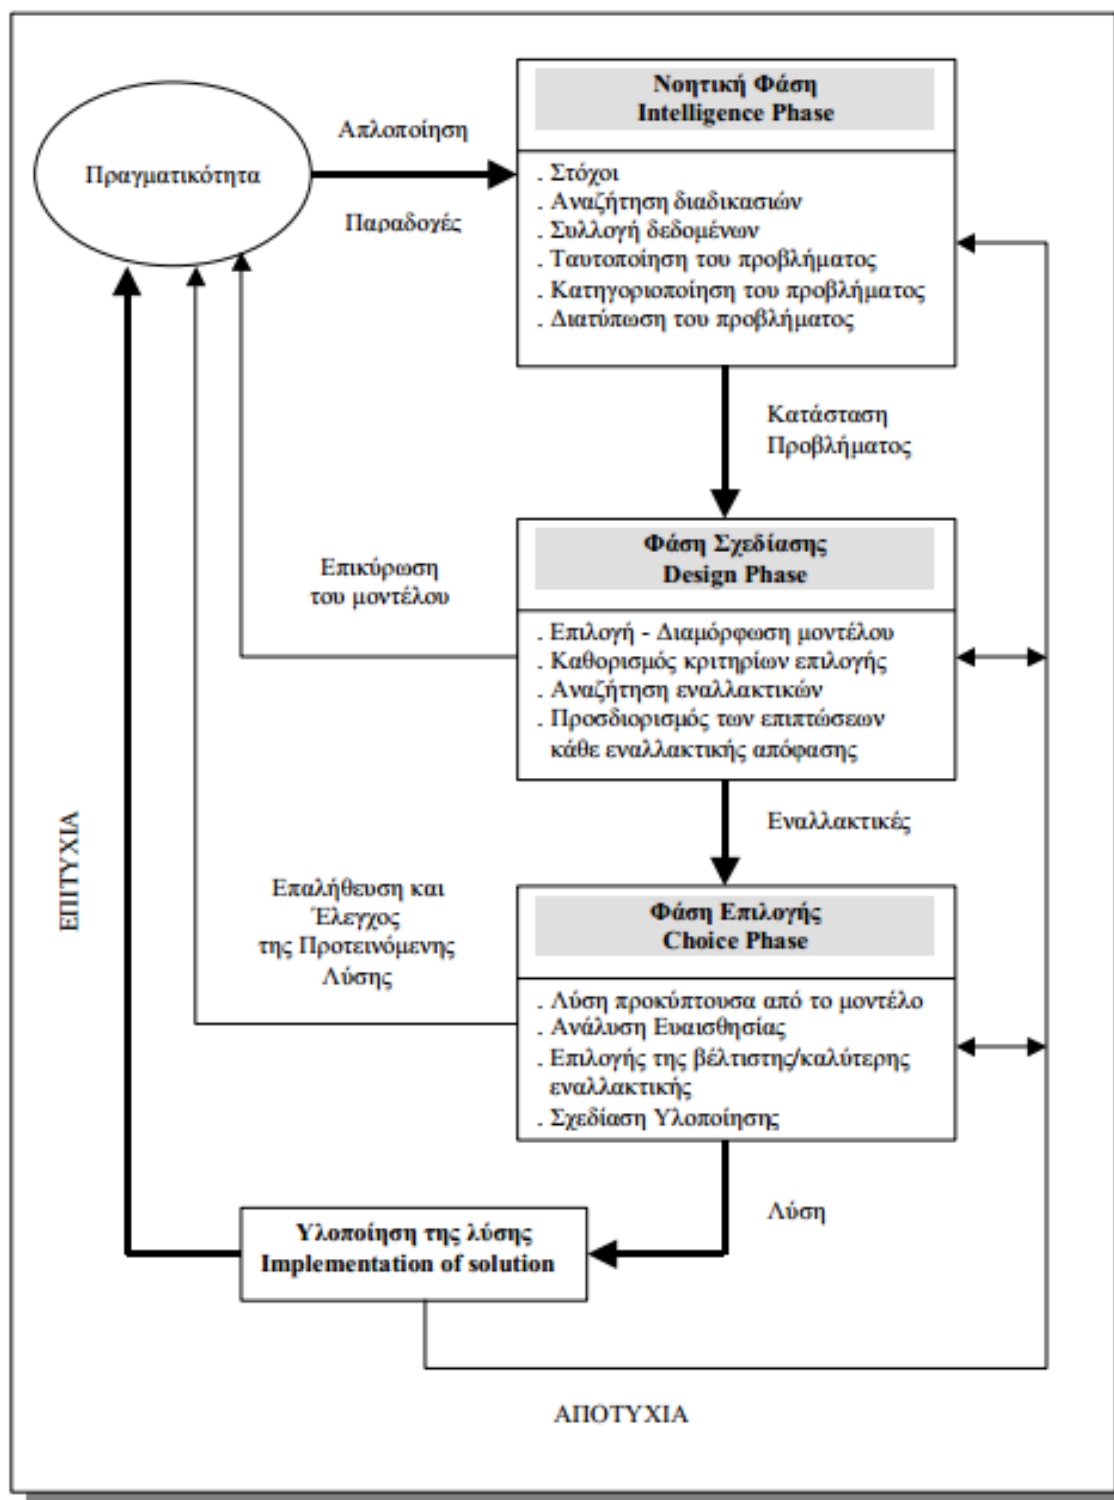 Πραγματικότητα
Απλοποίηση
Παραδοχές
Νοητική Φάση
Intelligence Phase
. Στόχοι
. Αναζήτηση διαδικασιών
. Συλλογή δεδομένων
. Ταυτοποίηση του προβλήματος
. Κατηγοριοποίηση του προβλήματος
. Διατύπωση του προβλήματος
Κατάσταση
Προβλήματος
Φάση Σχεδίασης
Design Phase
. Επιλογή - Διαμόρφωση μοντέλου
. Καθορισμός κριτηρίων επιλογής
. Αναζήτηση εναλλακτικών
. Προσδιορισμός των επιπτώσεων
κάθε εναλλακτικής απόφασης
Επικύρωση
του μοντέλου
Εναλλακτικές
Φάση Επιλογής
Choice Phase
. Λύση προκύπτουσα από το μοντέλο
. Ανάλυση Ευαισθησίας
. Επιλογής της βέλτιστης/καλύτερης
εναλλακτικής
. Σχεδίαση Υλοποίησης
Επαλήθευση και
Έλεγχος
της Προτεινόμενης
Λύσης
ΕΠΙΤΥΧΙΑ
Λύση
Υλοποίηση της λύσης
Implementation of solution
ΑΠΟΤΥΧΙΑ